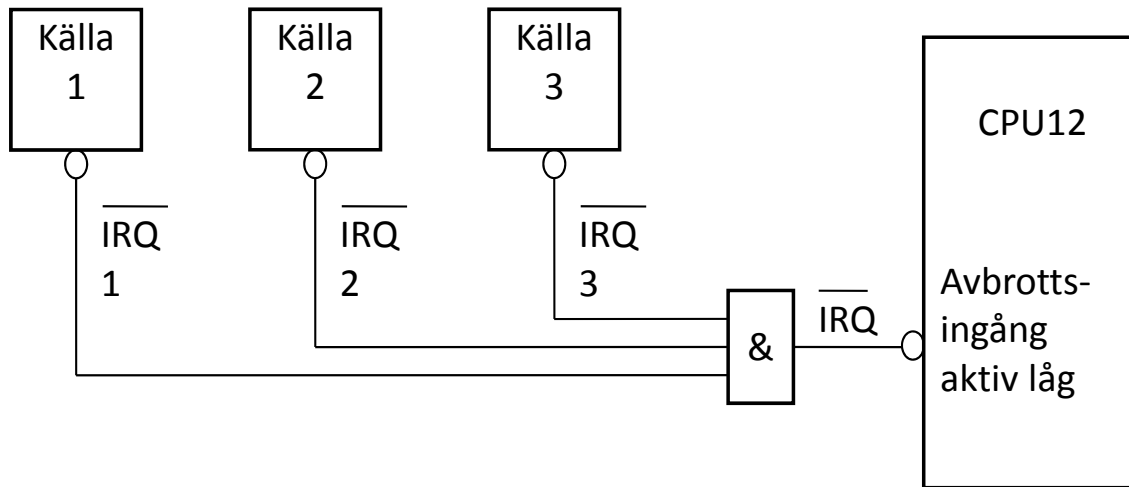 Källa
1
Källa
2
Källa
3
CPU12
IRQ
1
IRQ
2
IRQ
3
&
IRQ
Avbrotts-
ingång
aktiv låg